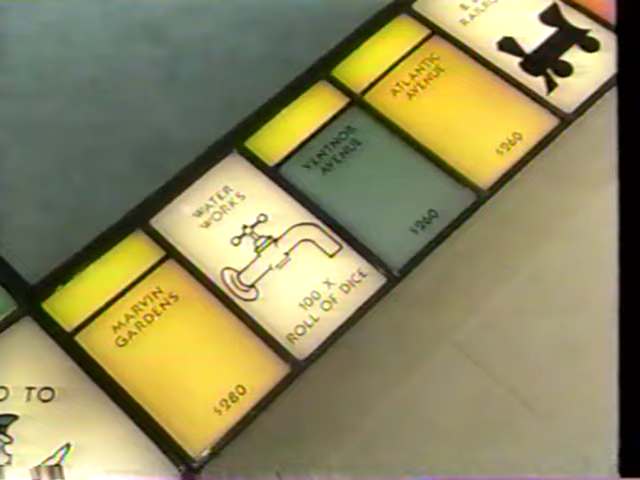 ATLANTIC
AVENUE
$260
VENTNOR
AVENUE
$260
WATER
WORKS
100 X
ROLL OF DICE
MARVIN
GARDENS
$280
TO